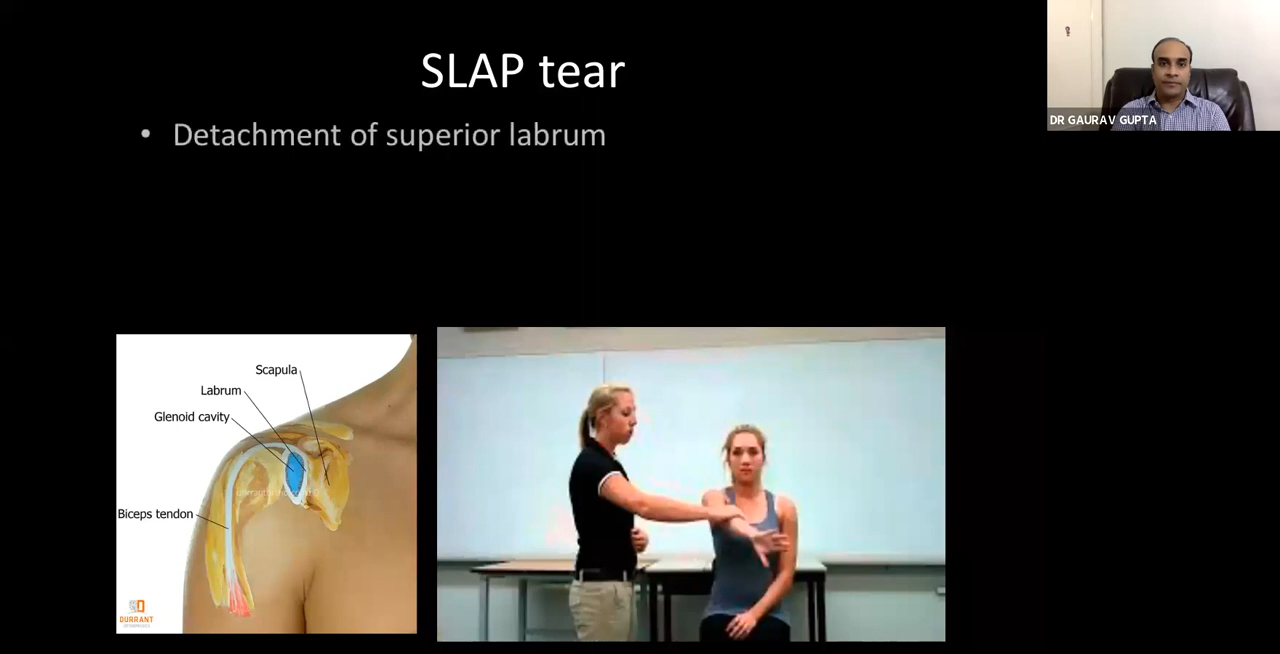 SLAP tear
• Detachment of superior labrum
DR GAURAV GUPTA
Scapula
Labrum
Glenoid cavity
Biceps tendon
DURRANT